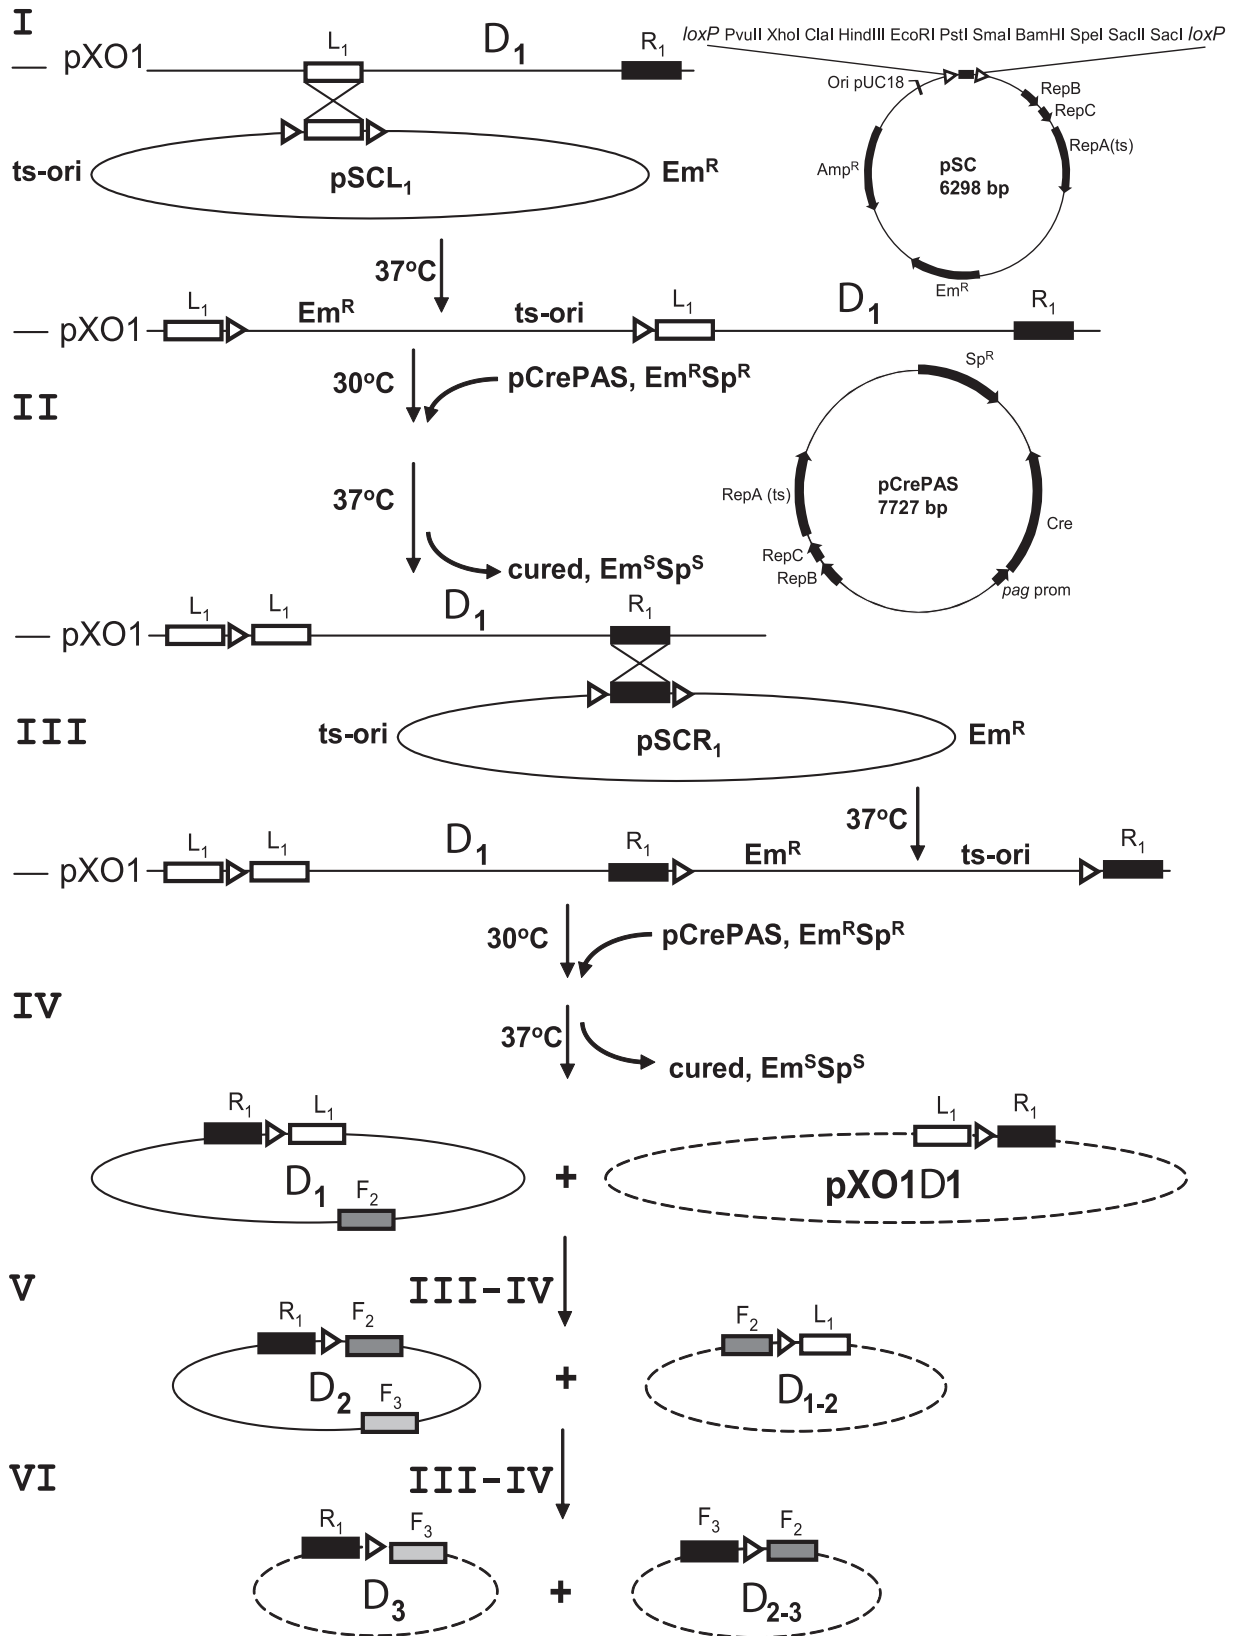 I
pXO1
L1
D1
R1
loxP PvuII XhoI ClaI HindIII EcoRI PstI SmaI BamHI SpeI SacII SacI loxP
Ori pUC18
RepB
RepC
RepA(ts)
AmpR
pSC
6298 bp
EmR
ts-ori
pSCL1
EmR
37oC
pXO1
L1
EmR
ts-ori
L1
D1
R1
II
30oC
pCrePAS, EmRSpR
37oC
cured, EmSSpS
SpR
RepA (ts)
pCrePAS
7727 bp
Cre
RepC
RepB
pag prom
pXO1
L1
L1
D1
R1
III
ts-ori
pSCR1
EmR
37oC
pXO1
L1
L1
D1
R1
EmR
ts-ori
R1
30oC
pCrePAS, EmRSpR
IV
37oC
cured, EmSSpS
R1
L1
D1
F2
+
L1
R1
pXO1D1
V
III-IV
R1
F2
D2
F3
+
F2
L1
D1-2
VI
III-IV
R1
F3
D3
+
F3
F2
D2-3